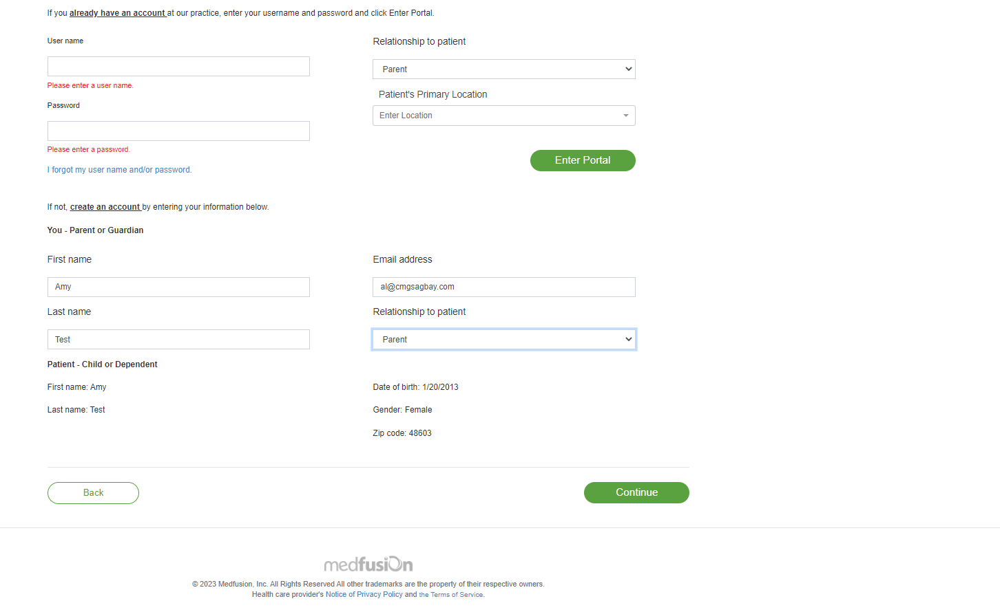 If you already have an account at our practice, enter your username and password and click Enter Portal.
User name
Please enter a user name.
Password
Please enter a password.
I forgot my user name and/or password.
Relationship to patient
Parent
Patient's Primary Location
Enter Location
Enter Portal
If not, create an account by entering your information below.
You - Parent or Guardian
First name
Amy
Email address
al@cmgsagbay.com
Last name
Test
Relationship to patient
Parent
Patient - Child or Dependent
First name: Amy
Date of birth: 1/20/2013
Last name: Test
Gender: Female
Zip code: 48603
Back
Continue
medfusion
© 2023 Medfusion, Inc. All Rights Reserved All other trademarks are the property of their respective owners.
Health care provider's Notice of Privacy Policy and the Terms of Service.